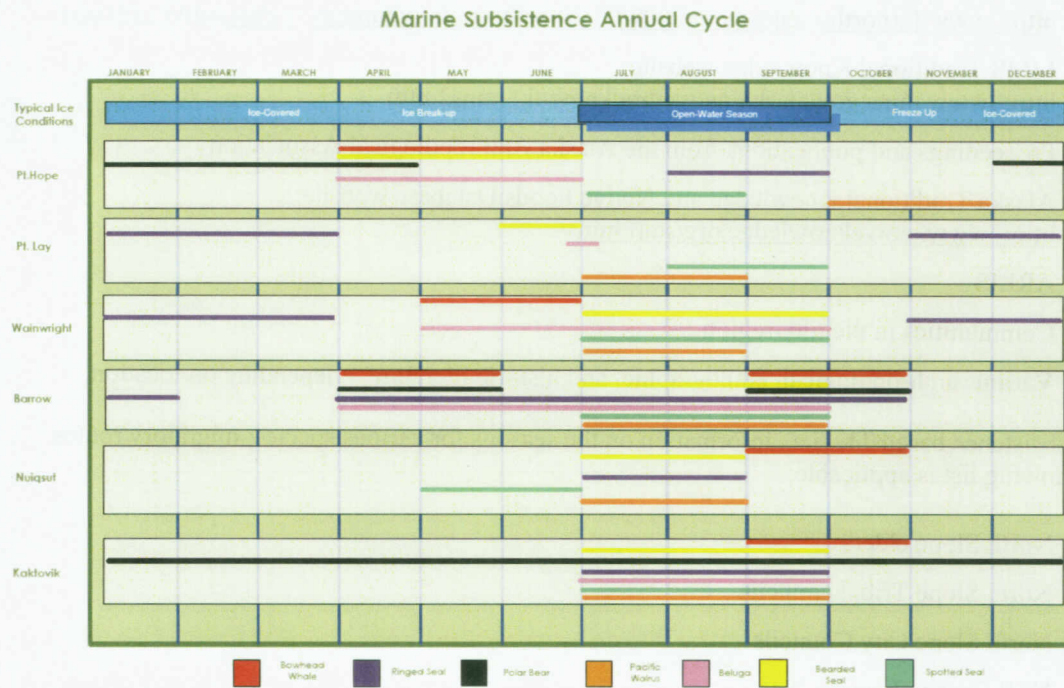 Marine Subsistence Annual Cycle
JANUARY FEBRUARY MARCH APRIL MAY JUNE JULY AUGUST SEPTEMBER OCTOBER NOVEMBER DECEMBER
Typical Ice
Conditions
Ice-Covered Ice Break-up Open-Water Season Freeze Up Ice-Covered
Pt.Hope
Pt. Lay
Wainwright
Barrow
Nuiqsut
Kaktovik
Bowhead
Whale
Ringed Seal
Polar Bear
Pacific
Walrus
Beluga
Bearded
Seal
Spotted Seal